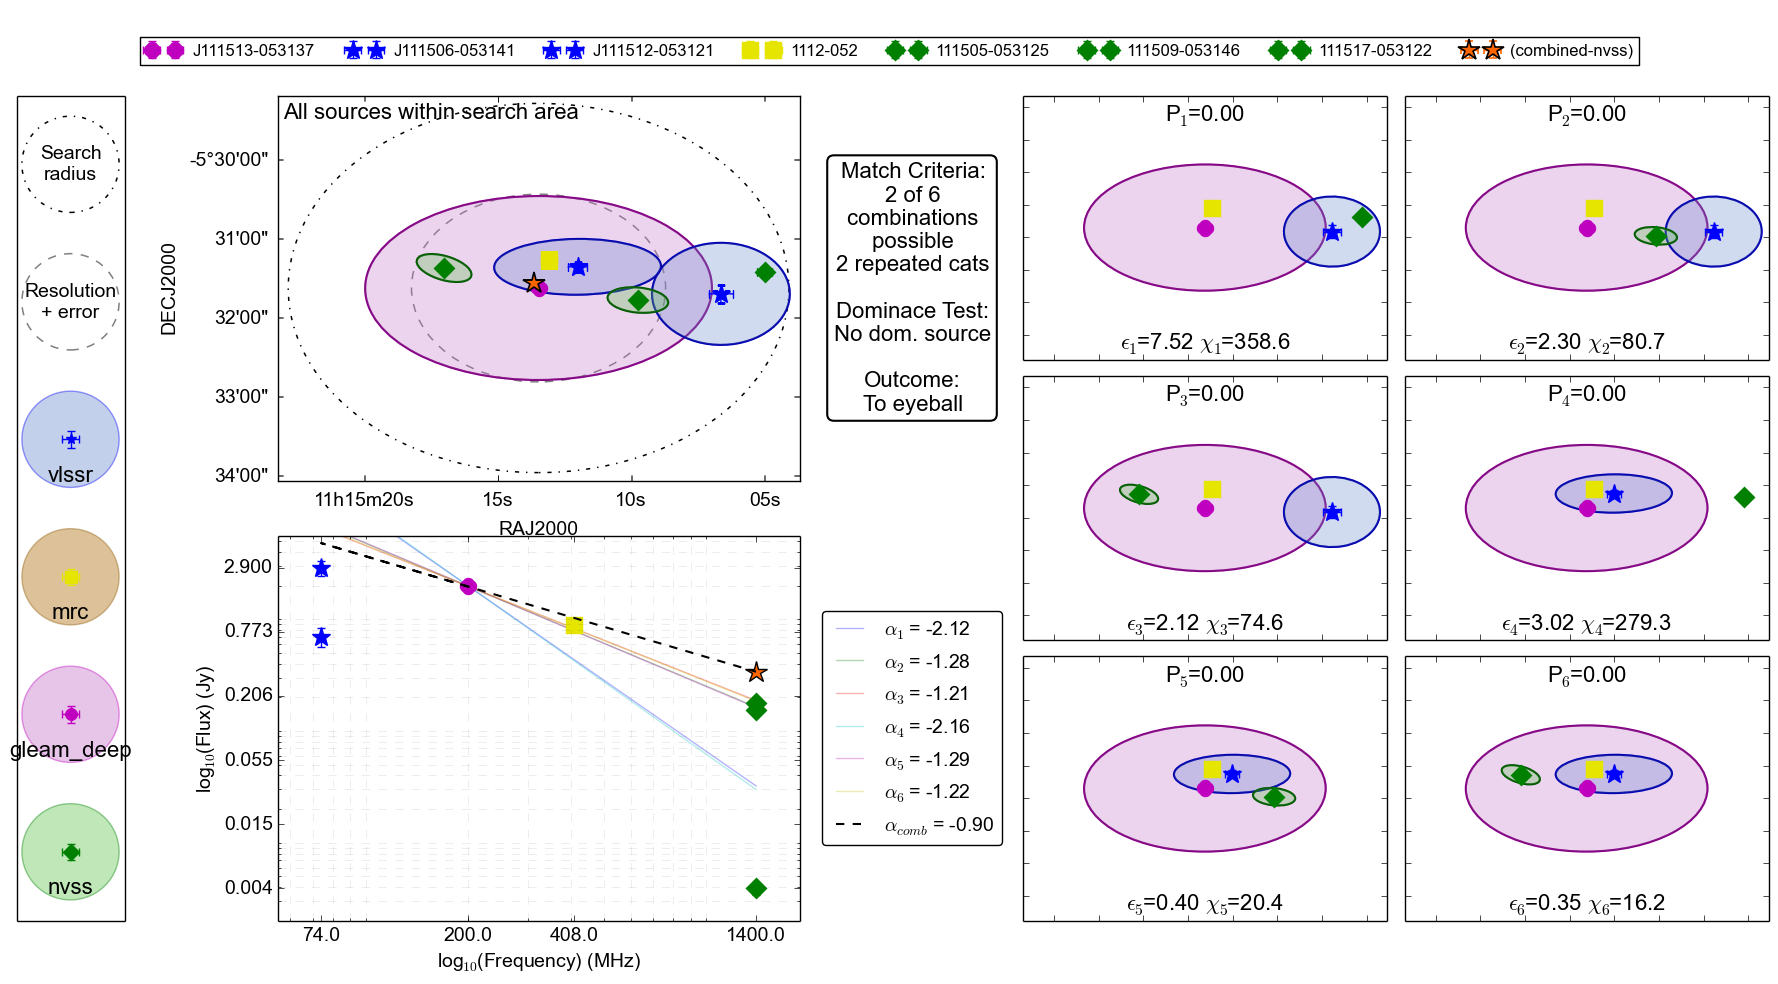 J111513-053137
J111506-053141
J111512-053121
1112-052
111505-053125
111509-053146
111517-053122
(combined-nvss)
Search
radius
Resolution
+ error
vlssr
mrc
gleam_deep
nvss
All sources within search area
DECJ2000
-5°30'00"
31'00"
32'00"
33'00"
34'00"
11h15m20s
15s
10s
05s
RAJ2000
log₁₀(Flux) (Jy)
2.900
0.773
0.206
0.055
0.015
0.004
74.0
200.0
408.0
1400.0
log₁₀(Frequency) (MHz)
Match Criteria:
2 of 6
combinations
possible
2 repeated cats
Dominace Test:
No dom. source
Outcome:
To eyeball
α₁ = -2.12
α₂ = -1.28
α₃ = -1.21
α₄ = -2.16
α₅ = -1.29
α₆ = -1.22
α_comb = -0.90
P₁=0.00
ϵ₁=7.52 χ₁=358.6
P₂=0.00
ϵ₂=2.30 χ₂=80.7
P₃=0.00
ϵ₃=2.12 χ₃=74.6
P₄=0.00
ϵ₄=3.02 χ₄=279.3
P₅=0.00
ϵ₅=0.40 χ₅=20.4
P₆=0.00
ϵ₆=0.35 χ₆=16.2